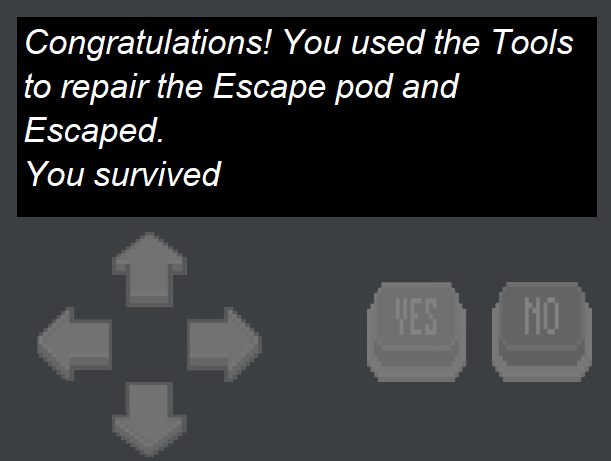 Congratulations! You used the Tools
to repair the Escape pod and
Escaped.
You survived
YES
NO